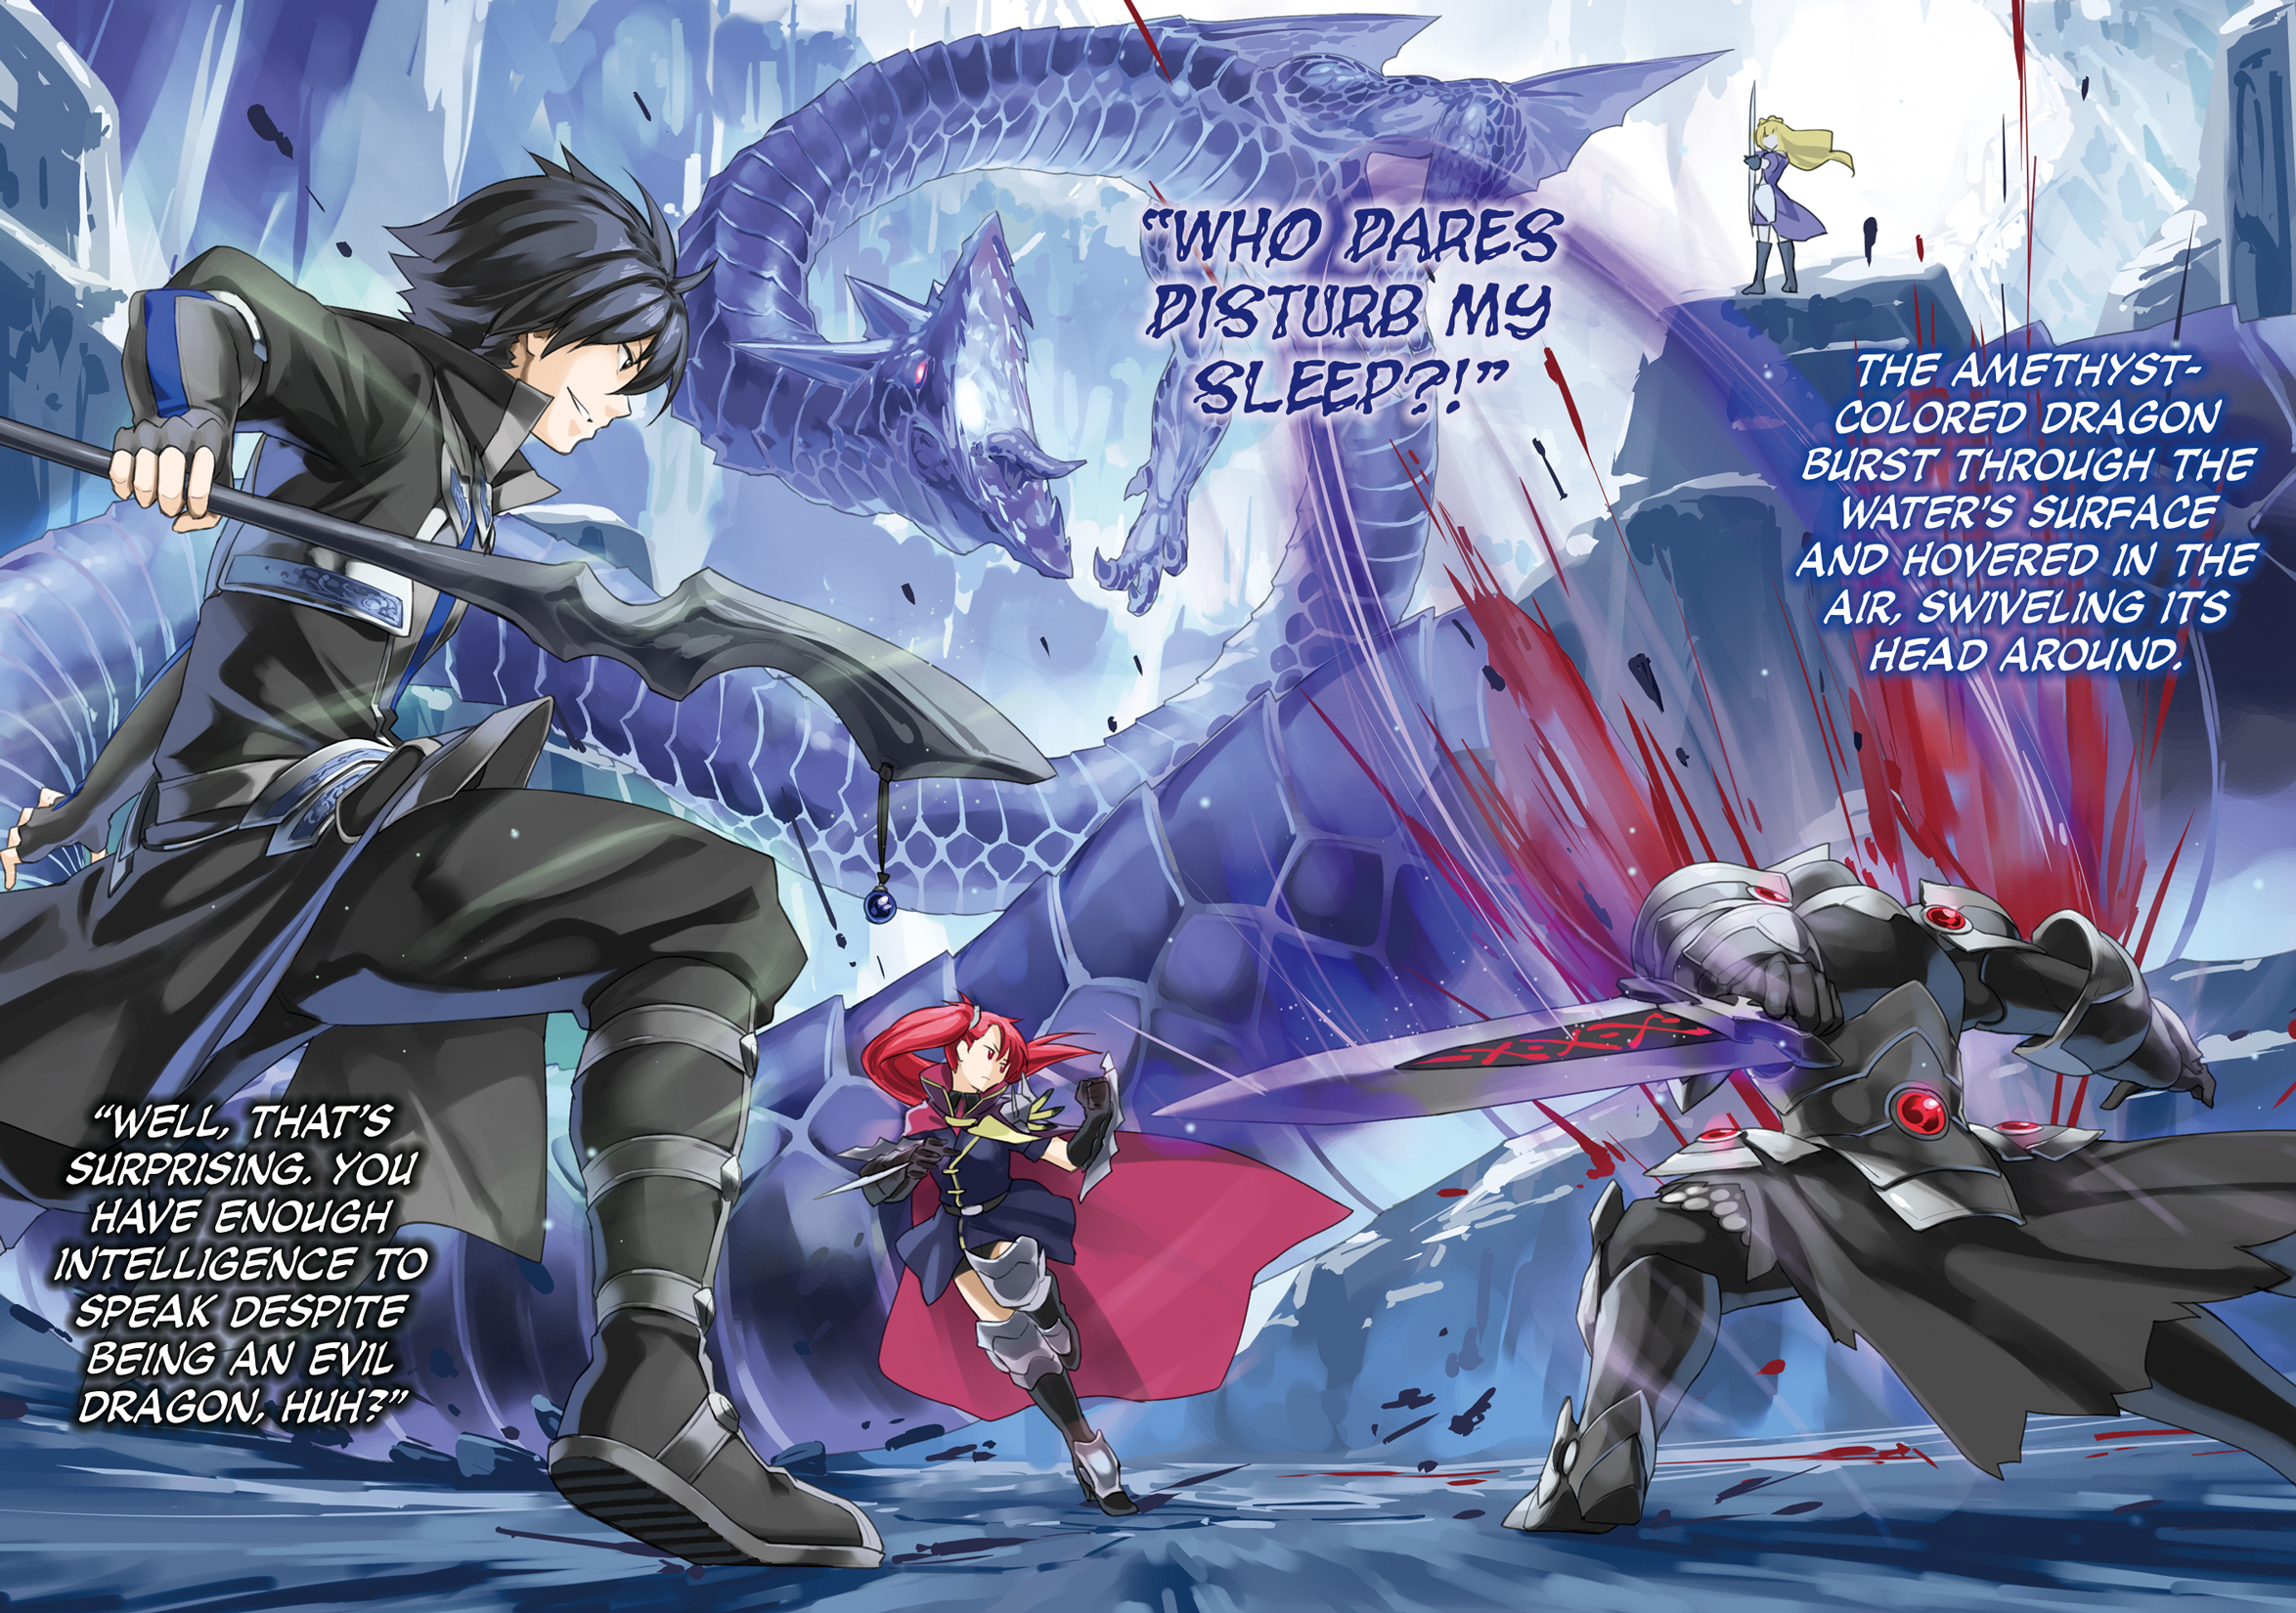 "WHO DARES
DISTURB MY
SLEEP?!"
THE AMETHYST-
COLORED DRAGON
BURST THROUGH THE
WATER'S SURFACE
AND HOVERED IN THE
AIR, SWIVELING ITS
HEAD AROUND.
"WELL, THAT'S
SURPRISING. YOU
HAVE ENOUGH
INTELLIGENCE TO
SPEAK DESPITE
BEING AN EVIL
DRAGON, HUH?"